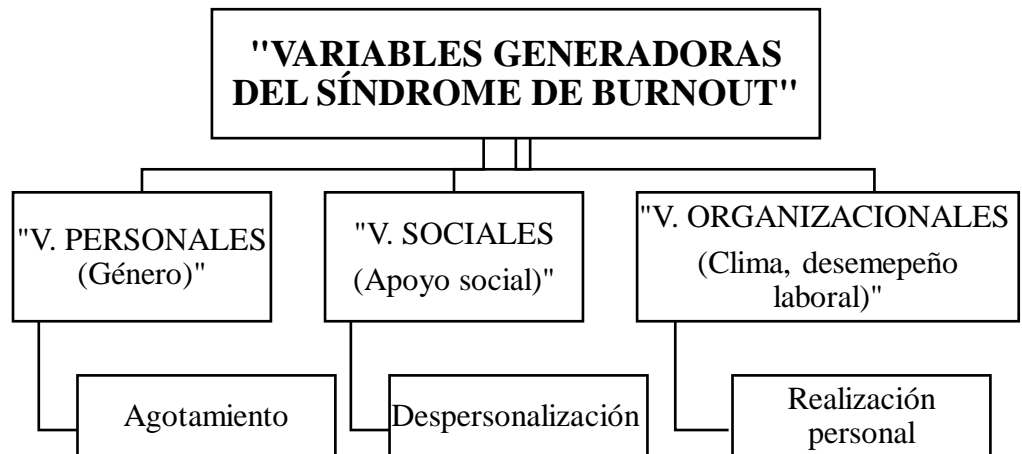 "VARIABLES GENERADORAS
DEL SÍNDROME DE BURNOUT"
"V. PERSONALES
(Género)"
"V. SOCIALES
(Apoyo social)"
"V. ORGANIZACIONALES
(Clima, desemepeño
laboral)"
Agotamiento
Despersonalización
Realización
personal